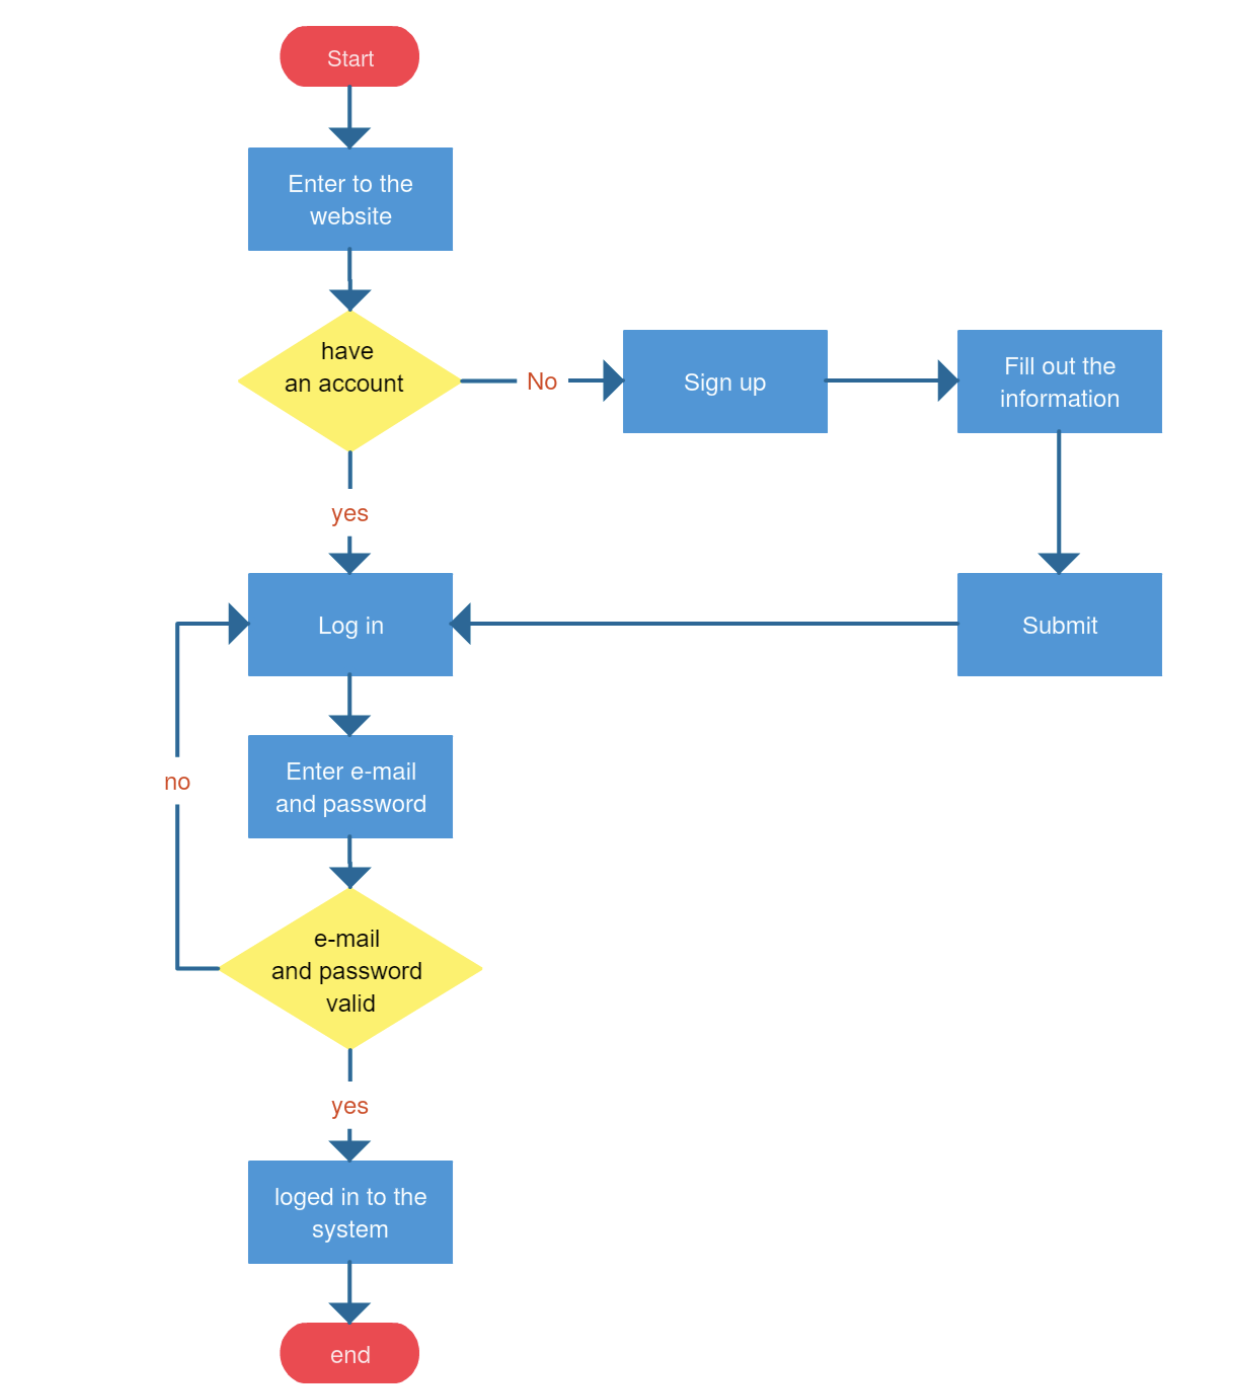 Start
Enter to the
website
have
an account
No
Sign up
Fill out the
information
yes
Log in
Submit
no
Enter e-mail
and password
e-mail
and password
valid
yes
loged in to the
system
end